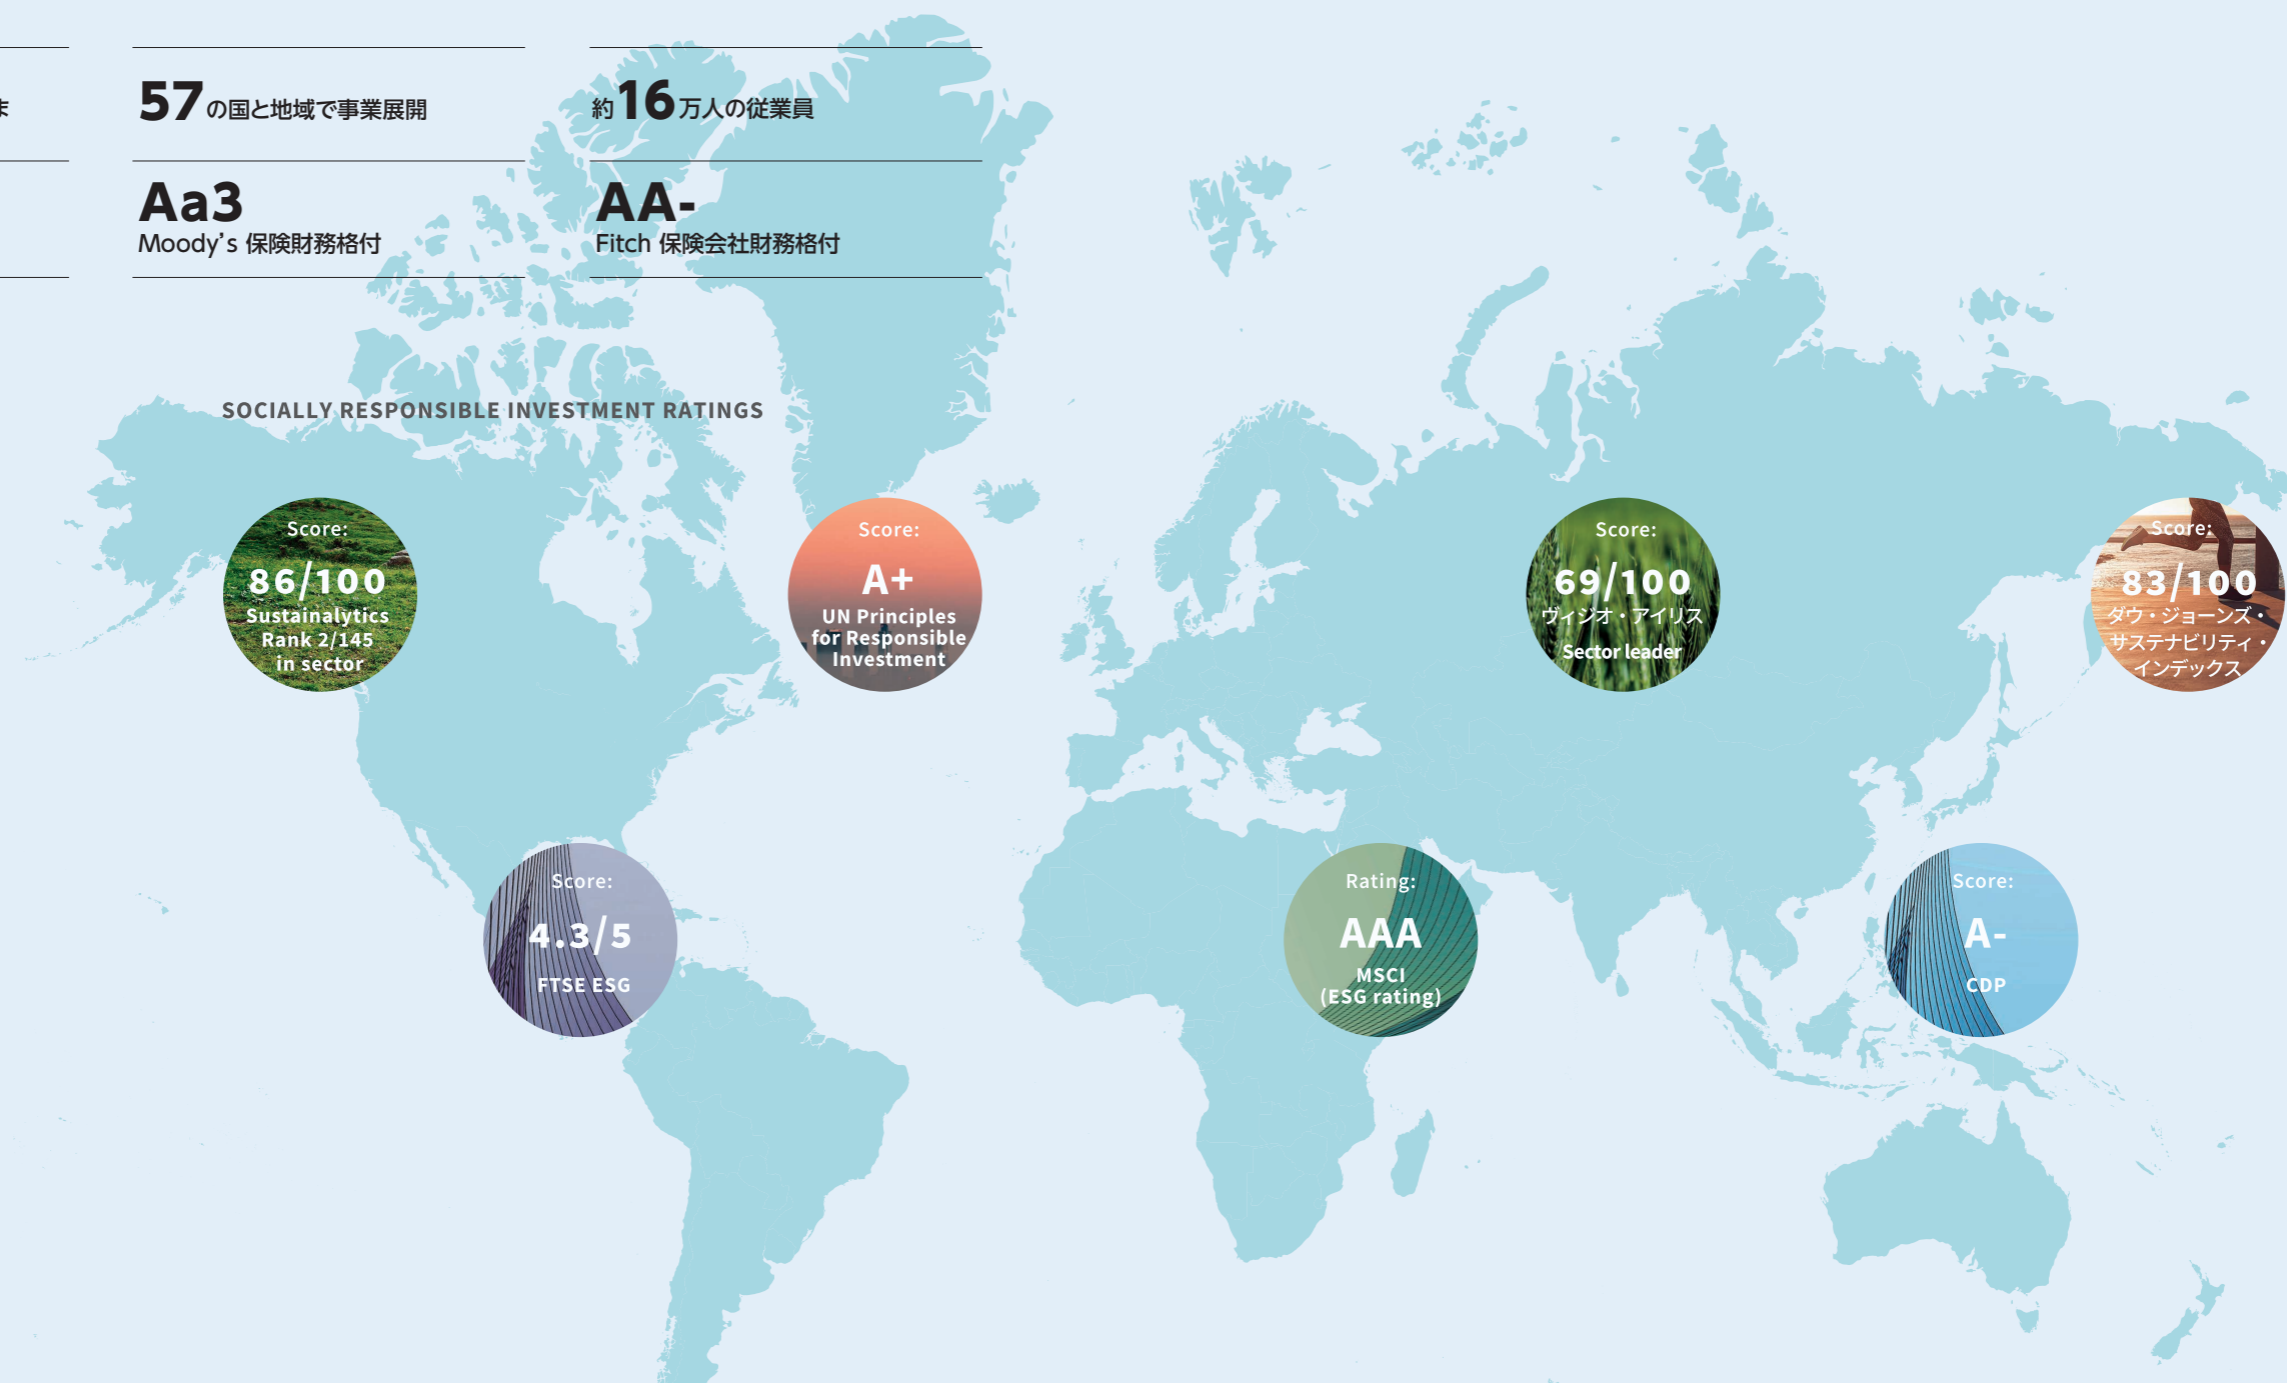 ま
57の国と地域で事業展開
約16万人の従業員
Aa3
Moody's 保険財務格付
AA-
Fitch 保険会社財務格付
SOCIALLY RESPONSIBLE INVESTMENT RATINGS
Score:
86/100
Sustainalytics
Rank 2/145
in sector
Score:
A+
UN Principles
for Responsible
Investment
Score:
69/100
ヴィジオ・アイリス
Sector leader
Score:
83/100
ダウ・ジョーンズ・
サステナビリティ・
インデックス
Score:
4.3/5
FTSE ESG
Rating:
AAA
MSCI
(ESG rating)
Score:
A-
CDP